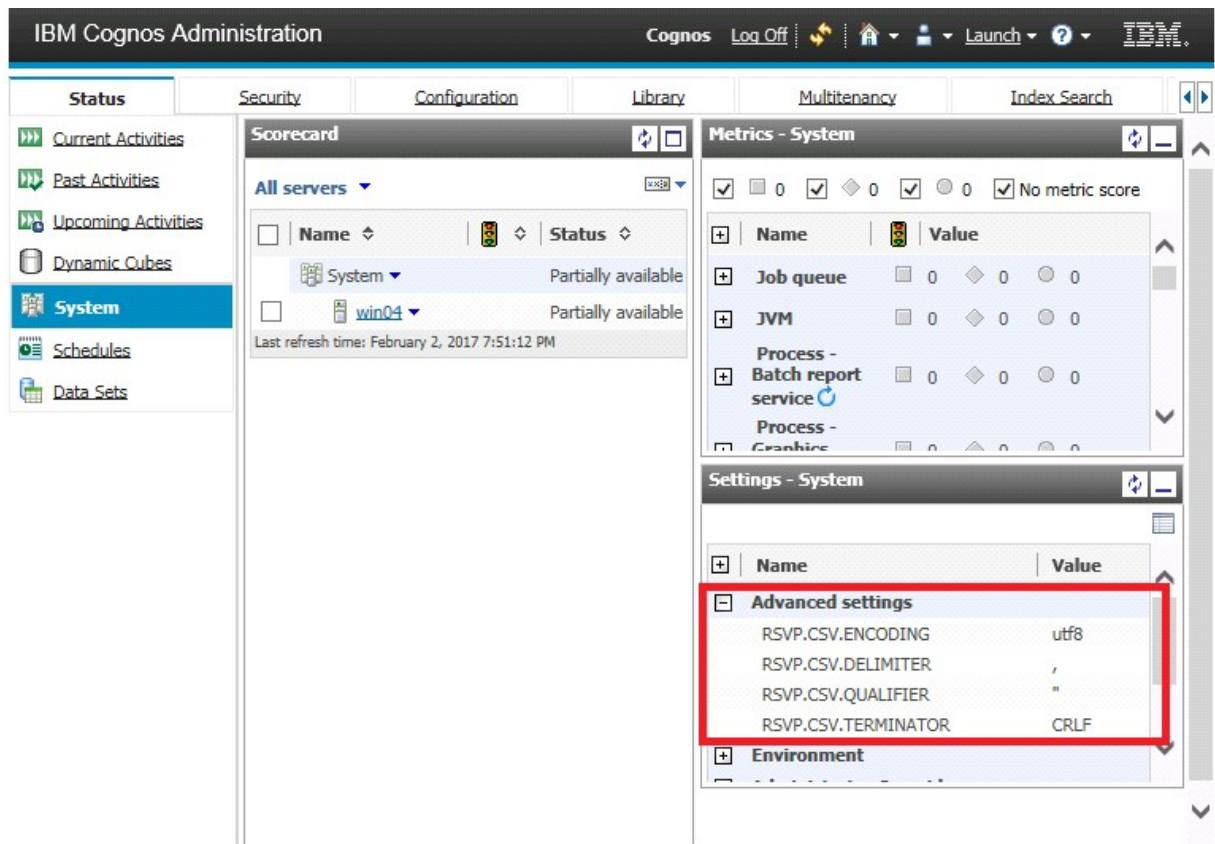 IBM Cognos Administration
Cognos Log Off Launch IBM.
Status Security Configuration Library Multitenancy Index Search
Current Activities
Past Activities
Upcoming Activities
Dynamic Cubes
System
Schedules
Data Sets
Scorecard
All servers
Name Status
System Partially available
win04 Partially available
Last refresh time: February 2, 2017 7:51:12 PM
Metrics - System
0 0 0 No metric score
Name Value
Job queue 0 0 0
JVM 0 0 0
Process -
Batch report 0 0 0
service
Process -
Graphics 0 0 0
Settings - System
Name Value
Advanced settings
RSVP.CSV.ENCODING utf8
RSVP.CSV.DELIMITER ,
RSVP.CSV.QUALIFIER "
RSVP.CSV.TERMINATOR CRLF
Environment